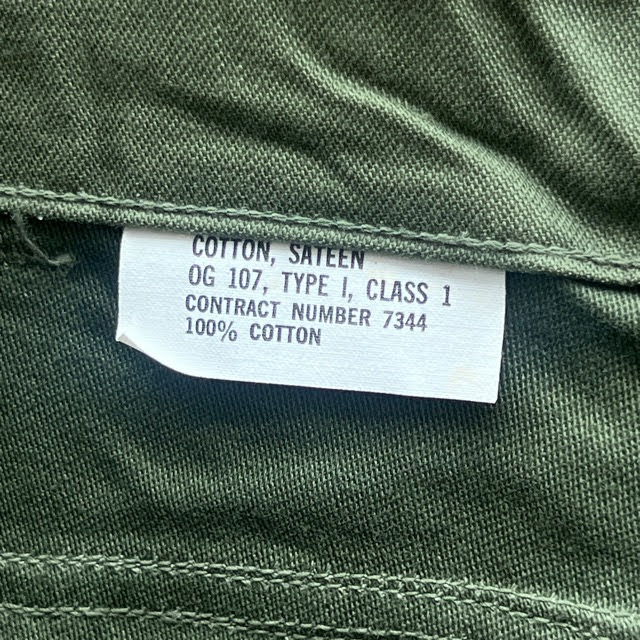 COTTON, SATEEN
OG 107, TYPE I, CLASS 1
CONTRACT NUMBER 7344
100% COTTON